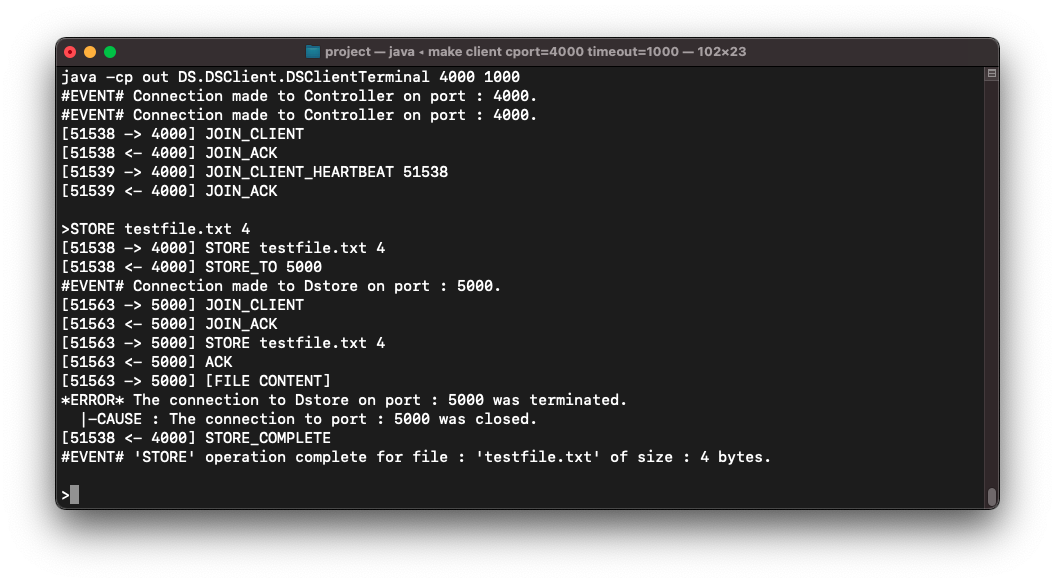 project — java ◂ make client cport=4000 timeout=1000 — 102×23
java -cp out DS.DSClient.DSClientTerminal 4000 1000
#EVENT# Connection made to Controller on port : 4000.
#EVENT# Connection made to Controller on port : 4000.
[51538 -> 4000] JOIN_CLIENT
[51538 <- 4000] JOIN_ACK
[51539 -> 4000] JOIN_CLIENT_HEARTBEAT 51538
[51539 <- 4000] JOIN_ACK
>STORE testfile.txt 4
[51538 -> 4000] STORE testfile.txt 4
[51538 <- 4000] STORE_TO 5000
#EVENT# Connection made to Dstore on port : 5000.
[51563 -> 5000] JOIN_CLIENT
[51563 <- 5000] JOIN_ACK
[51563 -> 5000] STORE testfile.txt 4
[51563 <- 5000] ACK
[51563 -> 5000] [FILE CONTENT]
*ERROR* The connection to Dstore on port : 5000 was terminated.
  |-CAUSE : The connection to port : 5000 was closed.
[51538 <- 4000] STORE_COMPLETE
#EVENT# 'STORE' operation complete for file : 'testfile.txt' of size : 4 bytes.
>